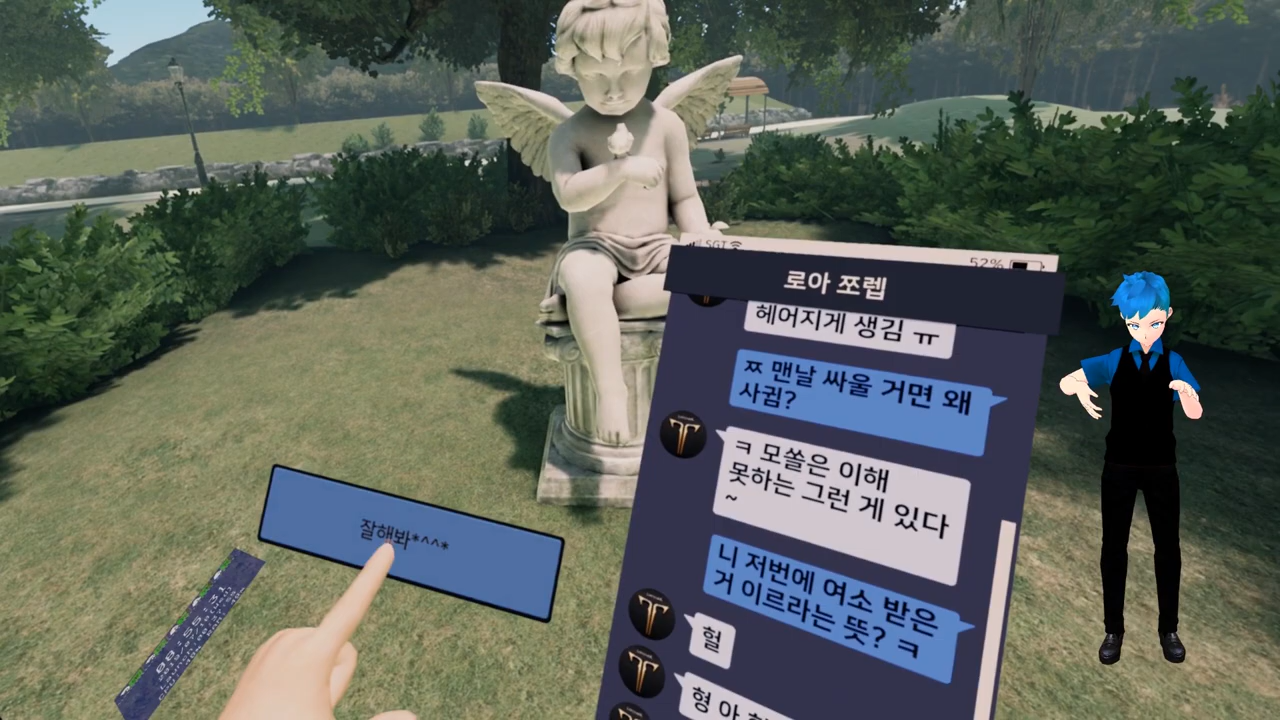 SGT
52%
로아 쪼렙
헤어지게 생김 ㅠ
ㅉ 맨날 싸울 거면 왜
사귐?
ㅋ 모쏠은 이해
못하는 그런 게 있다
~
니 저번에 여소 받은
거 이르라는 뜻? ㅋ
헐
형 아
잘해봐*^^*